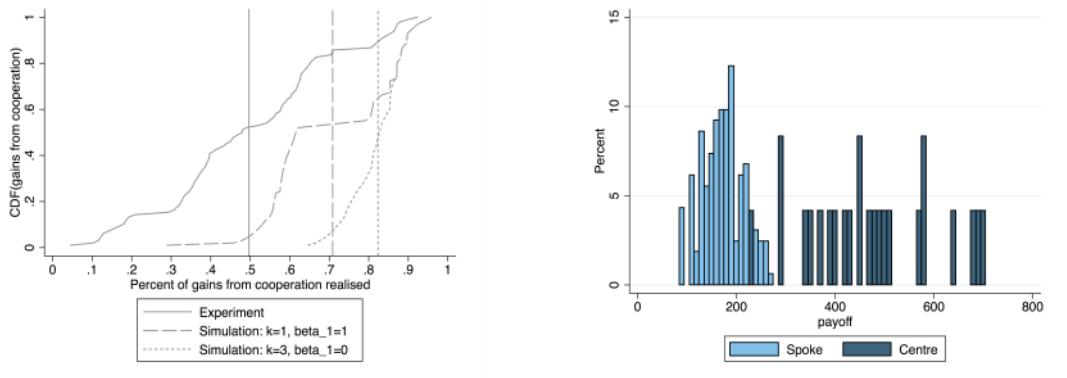 CDF(gains from cooperation)
1
.8
.6
.4
.2
0
0 .1 .2 .3 .4 .5 .6 .7 .8 .9 1
Percent of gains from cooperation realised
Experiment
Simulation: k=1, beta_1=1
Simulation: k=3, beta_1=0
Percent
15
10
5
0
0 200 400 600 800
payoff
Spoke Centre